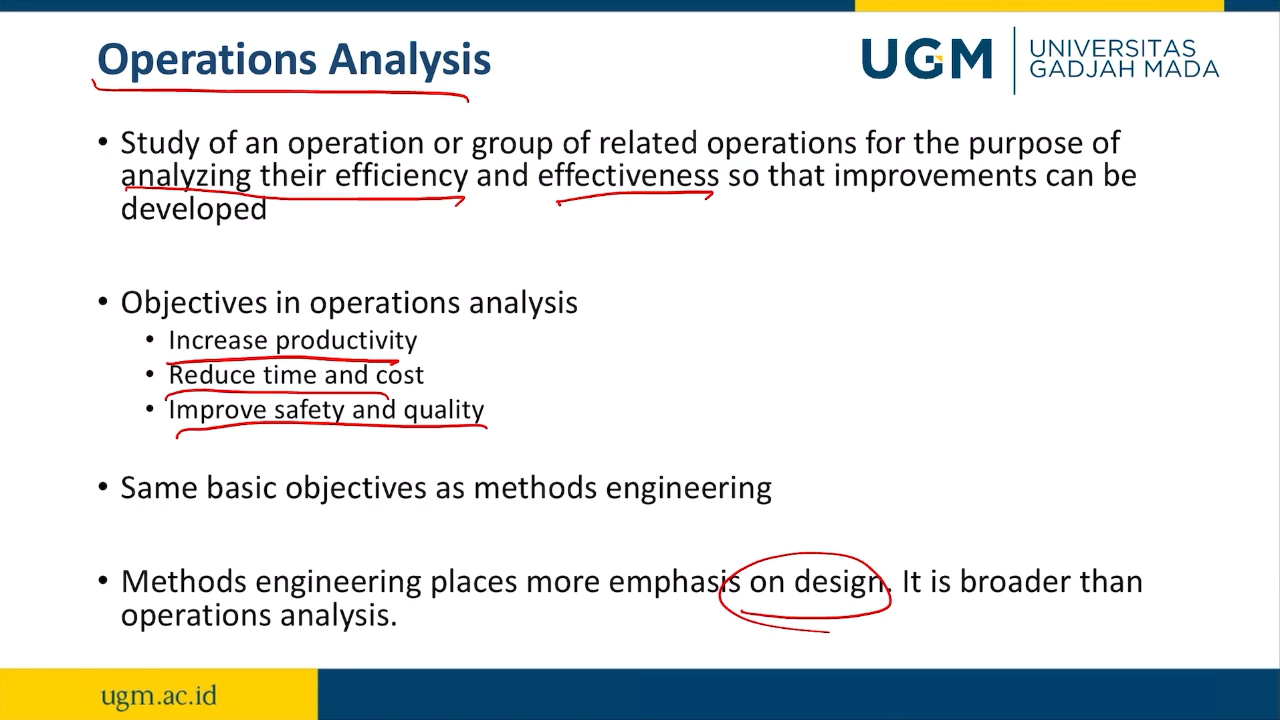 Operations Analysis
UGM
UNIVERSITAS
GADJAH MADA
• Study of an operation or group of related operations for the purpose of
analyzing their efficiency and effectiveness so that improvements can be
developed
• Objectives in operations analysis
• Increase productivity
• Reduce time and cost
• Improve safety and quality
• Same basic objectives as methods engineering
• Methods engineering places more emphasis on design. It is broader than
operations analysis.
ugm.ac.id